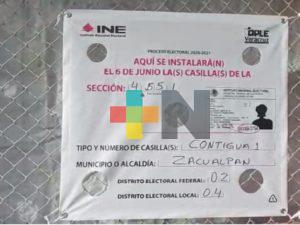 INE
Instituto Nacional Electoral
OPLE
Veracruz
PROCESO ELECTORAL 2020-2021
AQUÍ SE INSTALARÁ(N)
EL 6 DE JUNIO LA(S) CASILLA(S) DE LA
SECCIÓN: 4551
+N
TIPO Y NÚMERO DE CASILLA(S): CONTIGUA 1
MUNICIPIO O ALCALDÍA: ZACUALPAN
DISTRITO ELECTORAL FEDERAL: 02
DISTRITO ELECTORAL LOCAL: 04